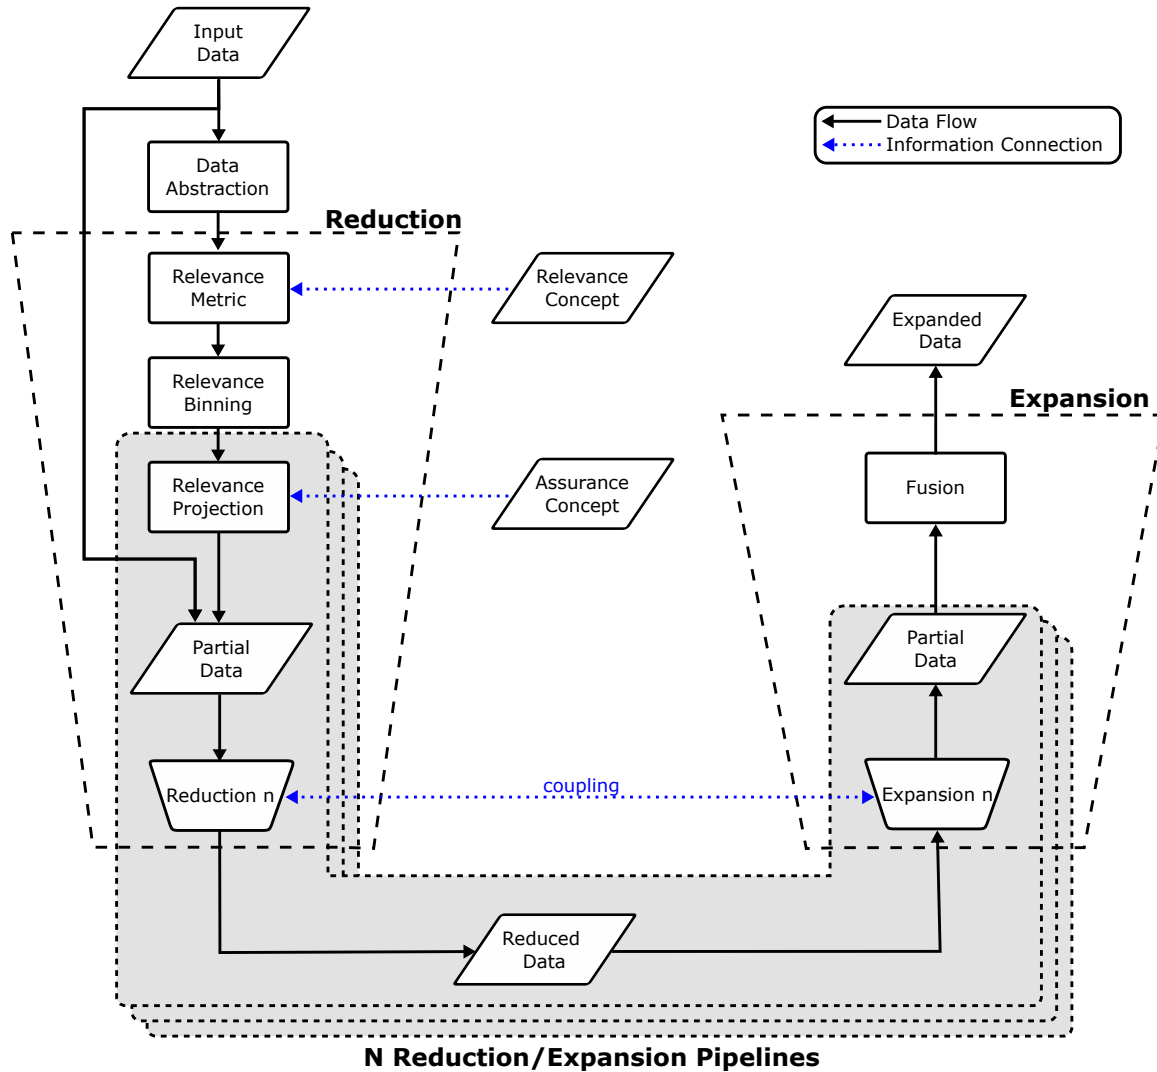 Input
Data
Data Flow
Information Connection
Data
Abstraction
Reduction
Relevance
Metric
Relevance
Concept
Expanded
Data
Relevance
Binning
Expansion
Relevance
Projection
Assurance
Concept
Fusion
Partial
Data
Partial
Data
Reduction n
coupling
Expansion n
Reduced
Data
N Reduction/Expansion Pipelines